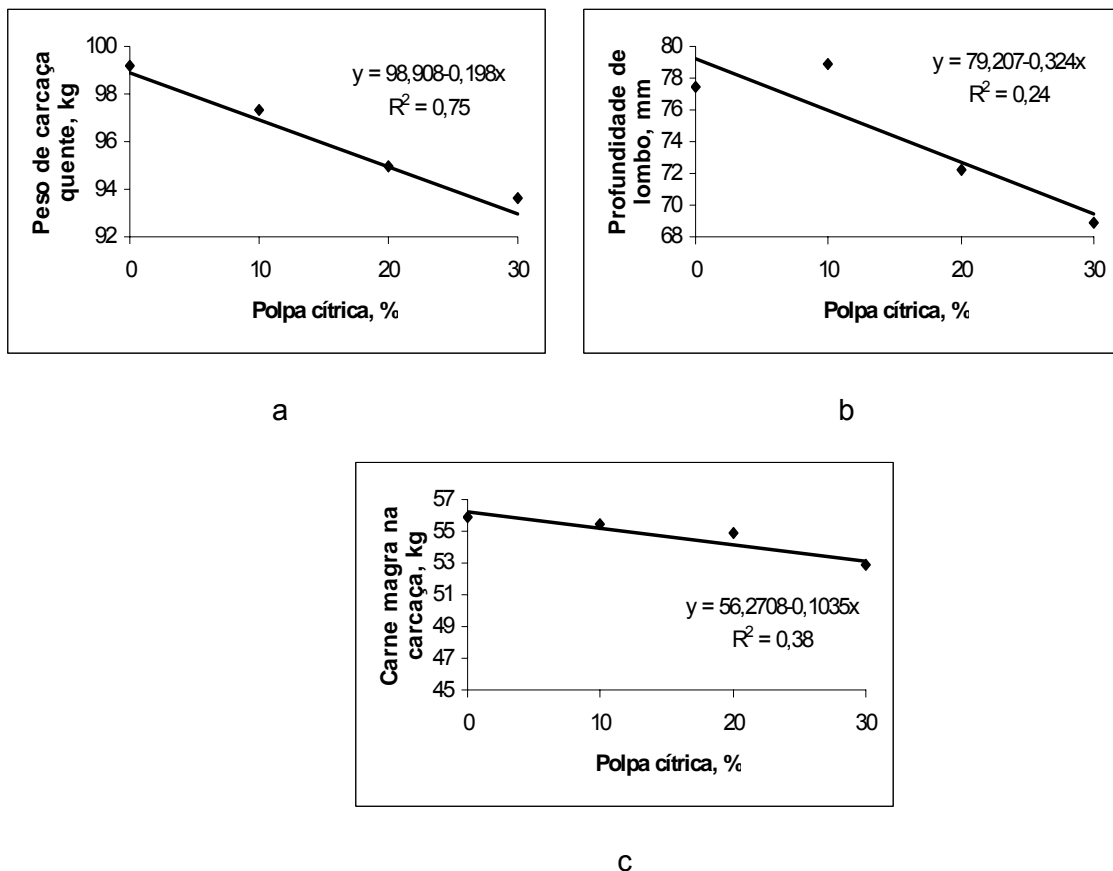 100
98
96
94
92
0
10
20
30
Peso de carcaça
quente, kg
Polpa cítrica, %
y = 98,908-0,198x
R² = 0,75
a
80
78
76
74
72
70
68
0
10
20
30
Profundidade de
lombo, mm
Polpa cítrica, %
y = 79,207-0,324x
R² = 0,24
b
57
55
53
51
49
47
45
0
10
20
30
Carne magra na
carcaça, kg
Polpa cítrica, %
y = 56,2708-0,1035x
R² = 0,38
c